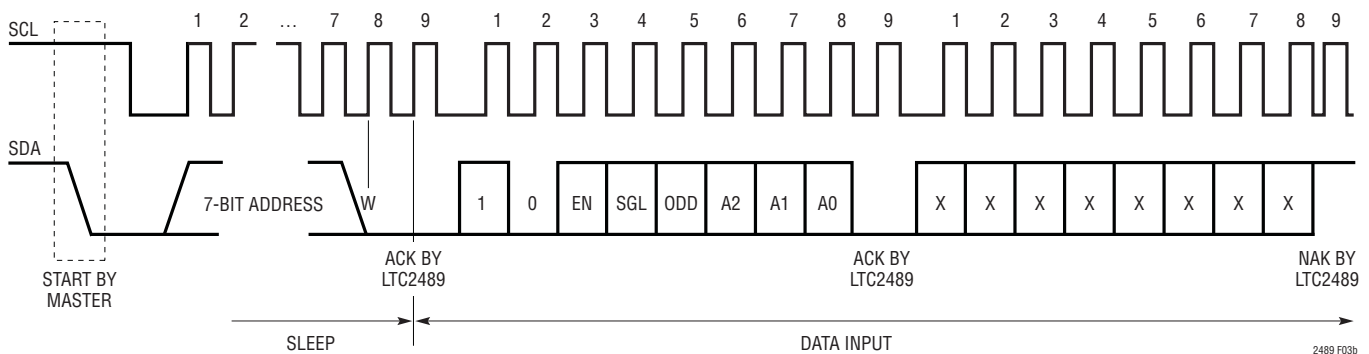 1 2 … 7 8 9 1 2 3 4 5 6 7 8 9 1 2 3 4 5 6 7 8 9
SCL
SDA
7-BIT ADDRESS W 1 0 EN SGL ODD A2 A1 A0 X X X X X X X X
START BY
MASTER
ACK BY
LTC2489
ACK BY
LTC2489
NAK BY
LTC2489
SLEEP DATA INPUT
2489 F03b